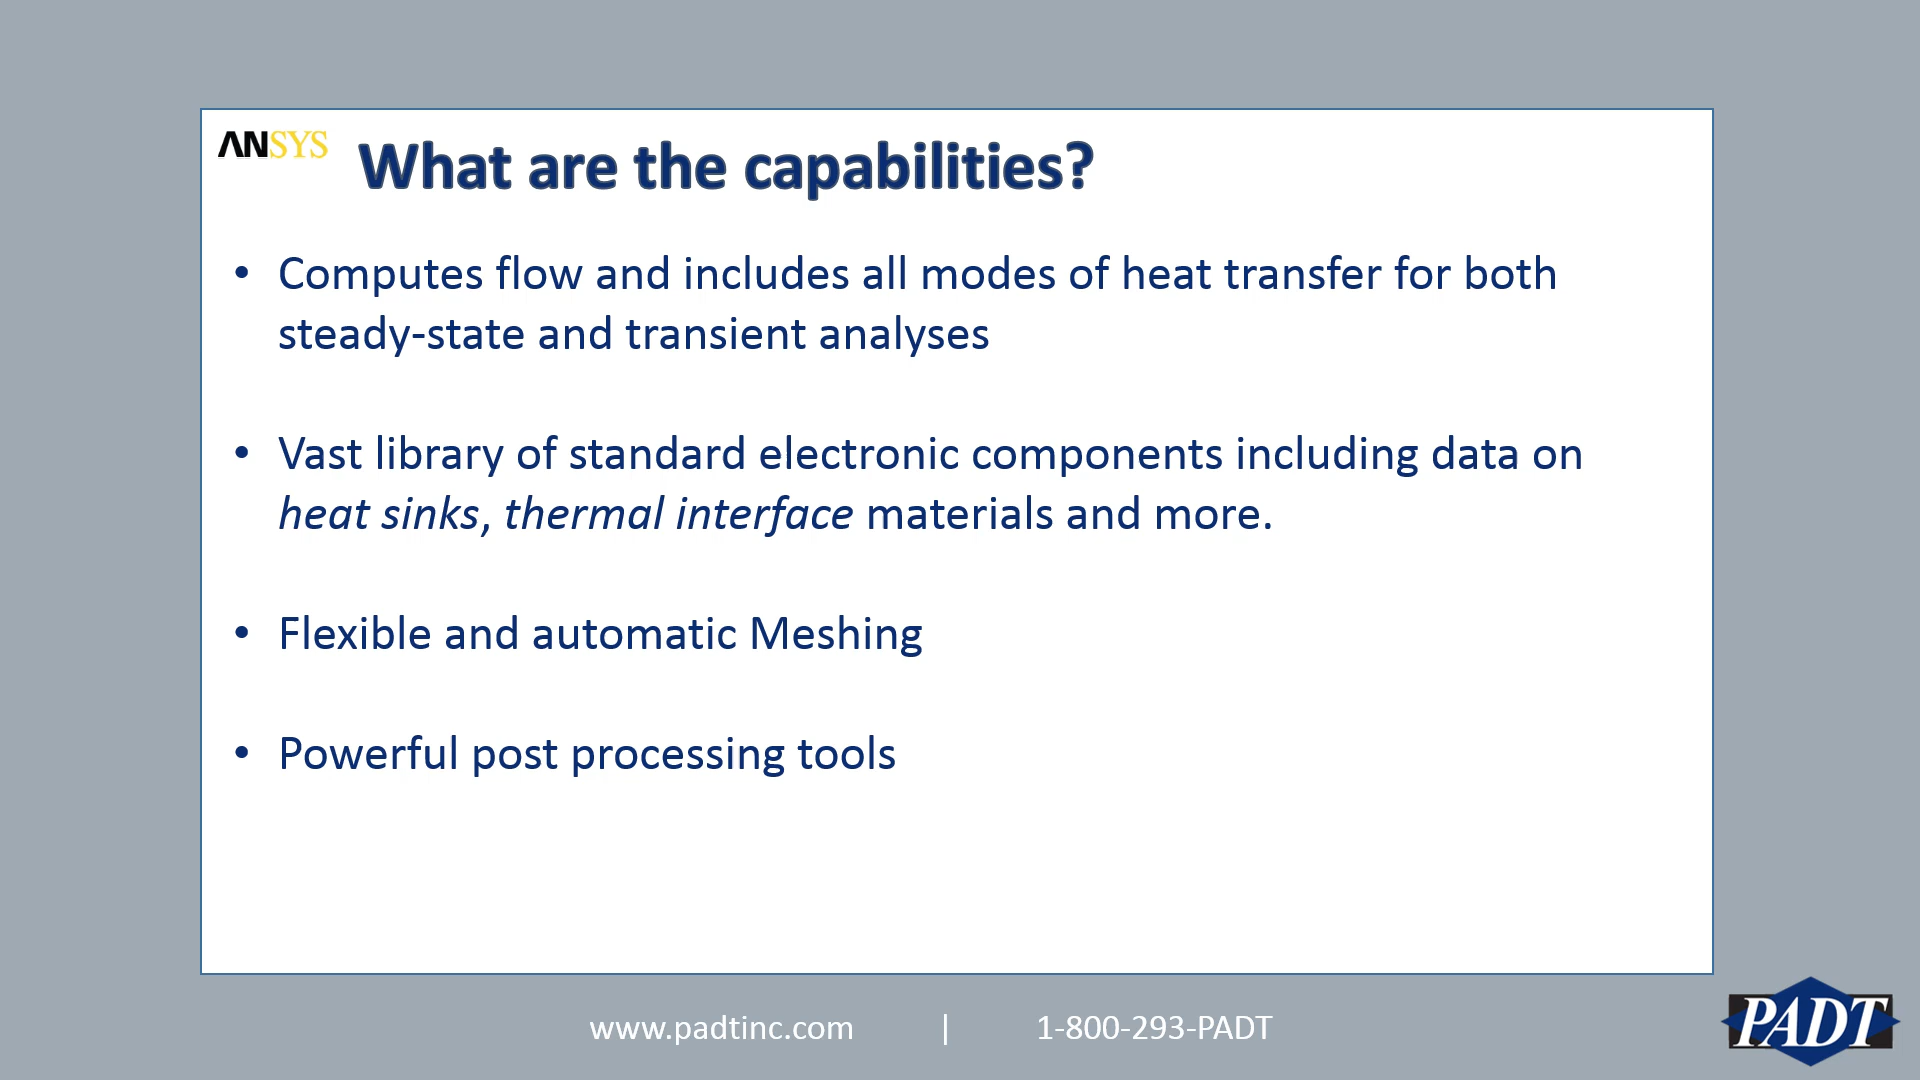 ANSYS
What are the capabilities?
• Computes flow and includes all modes of heat transfer for both
steady-state and transient analyses
• Vast library of standard electronic components including data on
heat sinks, thermal interface materials and more.
• Flexible and automatic Meshing
• Powerful post processing tools
www.padtinc.com | 1-800-293-PADT
PADT